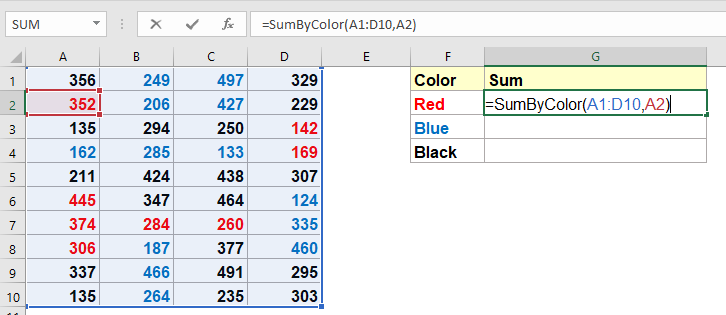 SUM =SumByColor(A1:D10,A2)
A B C D E F G
1 356 249 497 329 Color Sum
2 352 206 427 229 Red =SumByColor(A1:D10,A2)
3 135 294 250 142 Blue
4 162 285 133 169 Black
5 211 424 438 307
6 445 347 464 124
7 374 284 260 335
8 306 187 377 460
9 337 466 491 295
10 135 264 235 303